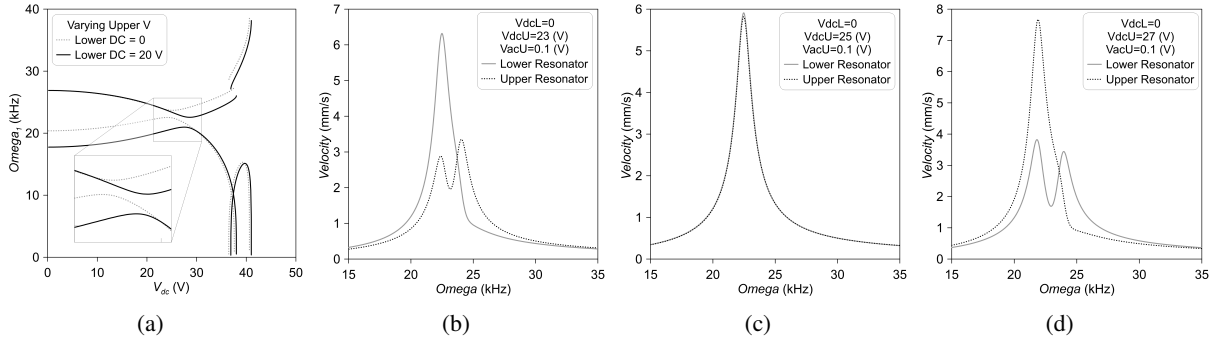 Varying Upper V
Lower DC = 0
Lower DC = 20 V
Omega₁ (kHz)
40
30
20
10
0
0
10
20
30
40
50
V_dc (V)
(a)
VdcL=0
VdcU=23 (V)
VacU=0.1 (V)
Lower Resonator
Upper Resonator
Velocity (mm/s)
7
6
5
4
3
2
1
0
15
20
25
30
35
Omega (kHz)
(b)
VdcL=0
VdcU=25 (V)
VacU=0.1 (V)
Lower Resonator
Upper Resonator
Velocity (mm/s)
6
5
4
3
2
1
0
15
20
25
30
35
Omega (kHz)
(c)
VdcL=0
VdcU=27 (V)
VacU=0.1 (V)
Lower Resonator
Upper Resonator
Velocity (mm/s)
8
7
6
5
4
3
2
1
0
15
20
25
30
35
Omega (kHz)
(d)